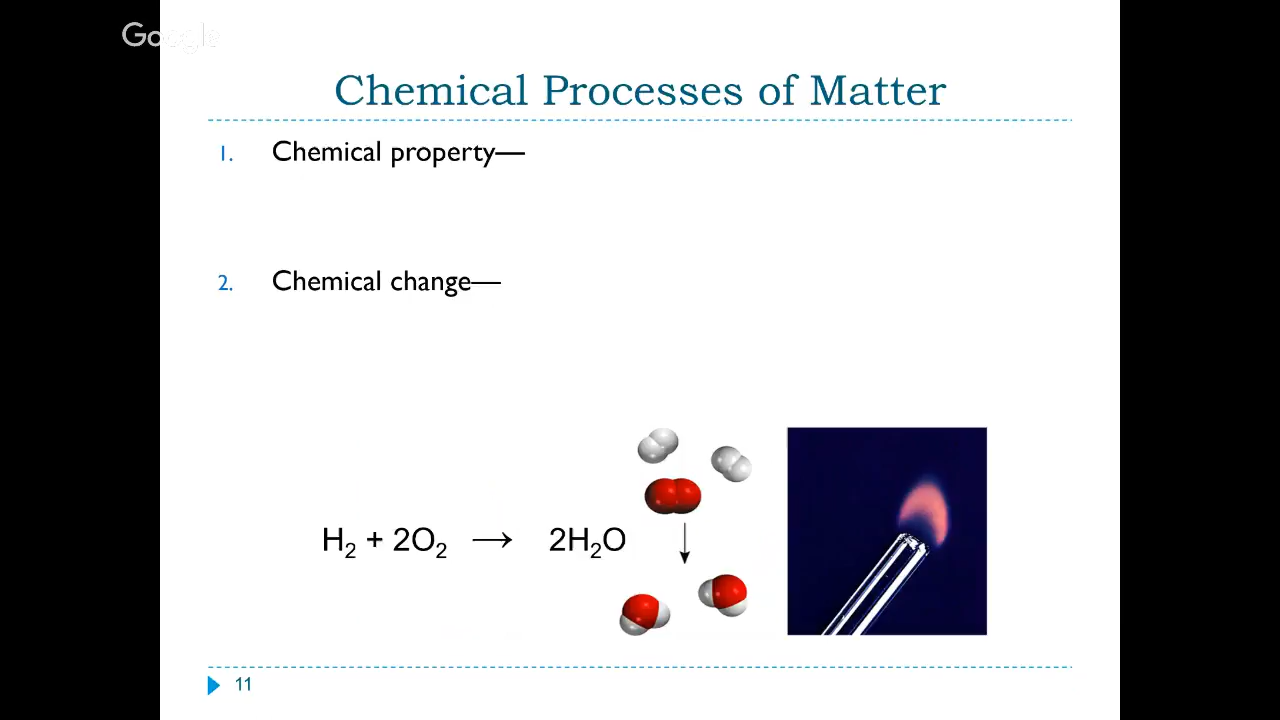 Google
Chemical Processes of Matter
1. Chemical property—
2. Chemical change—
H₂ + 2O₂ → 2H₂O
11